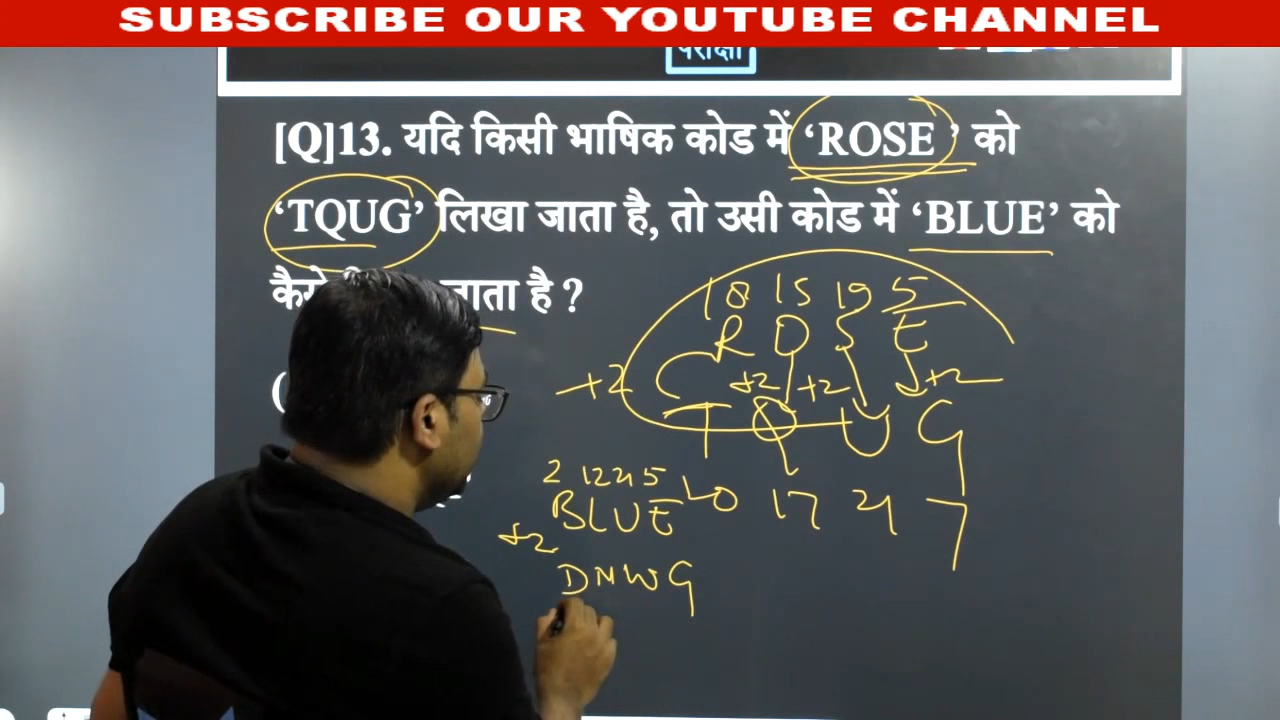 SUBSCRIBE OUR YOUTUBE CHANNEL
परीक्षा
[Q]13. यदि किसी भाषिक कोड में ‘ROSE’ को
‘TQUG’ लिखा जाता है, तो उसी कोड में ‘BLUE’ को
जाता है ?
18 15 19 5
R O S E
+2 +2 +2 +2
T Q U G
20 17 21 7
2 12 21 5
BLUE
+2
DNWG